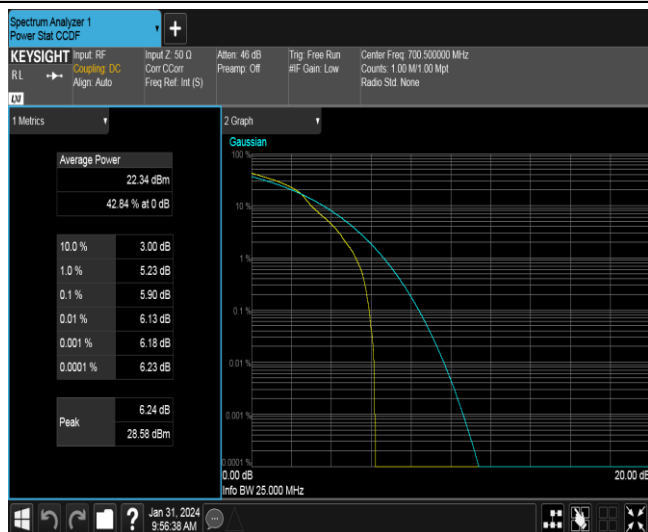 Spectrum Analyzer 1
Power Stat CCDF
+
KEYSIGHT Input: RF Input Z: 50 Ω Atten: 46 dB Trig: Free Run Center Freq: 700.500000 MHz
RL Coupling: DC Corr CCorr Preamp: Off #IF Gain: Low Counts: 1.00 M/1.00 Mpt
Align: Auto Freq Ref: Int (S) Radio Std: None
LXI
1 Metrics
Average Power
22.34 dBm
42.84 % at 0 dB
10.0 % 3.00 dB
1.0 % 5.23 dB
0.1 % 5.90 dB
0.01 % 6.13 dB
0.001 % 6.18 dB
0.0001 % 6.23 dB
Peak 6.24 dB
28.58 dBm
2 Graph
Gaussian
100 %
10 %
1 %
0.1 %
0.01 %
0.001 %
0.0001 %
0.00 dB 20.00 dB
Info BW 25.000 MHz
? Jan 31, 2024
9:56:38 AM